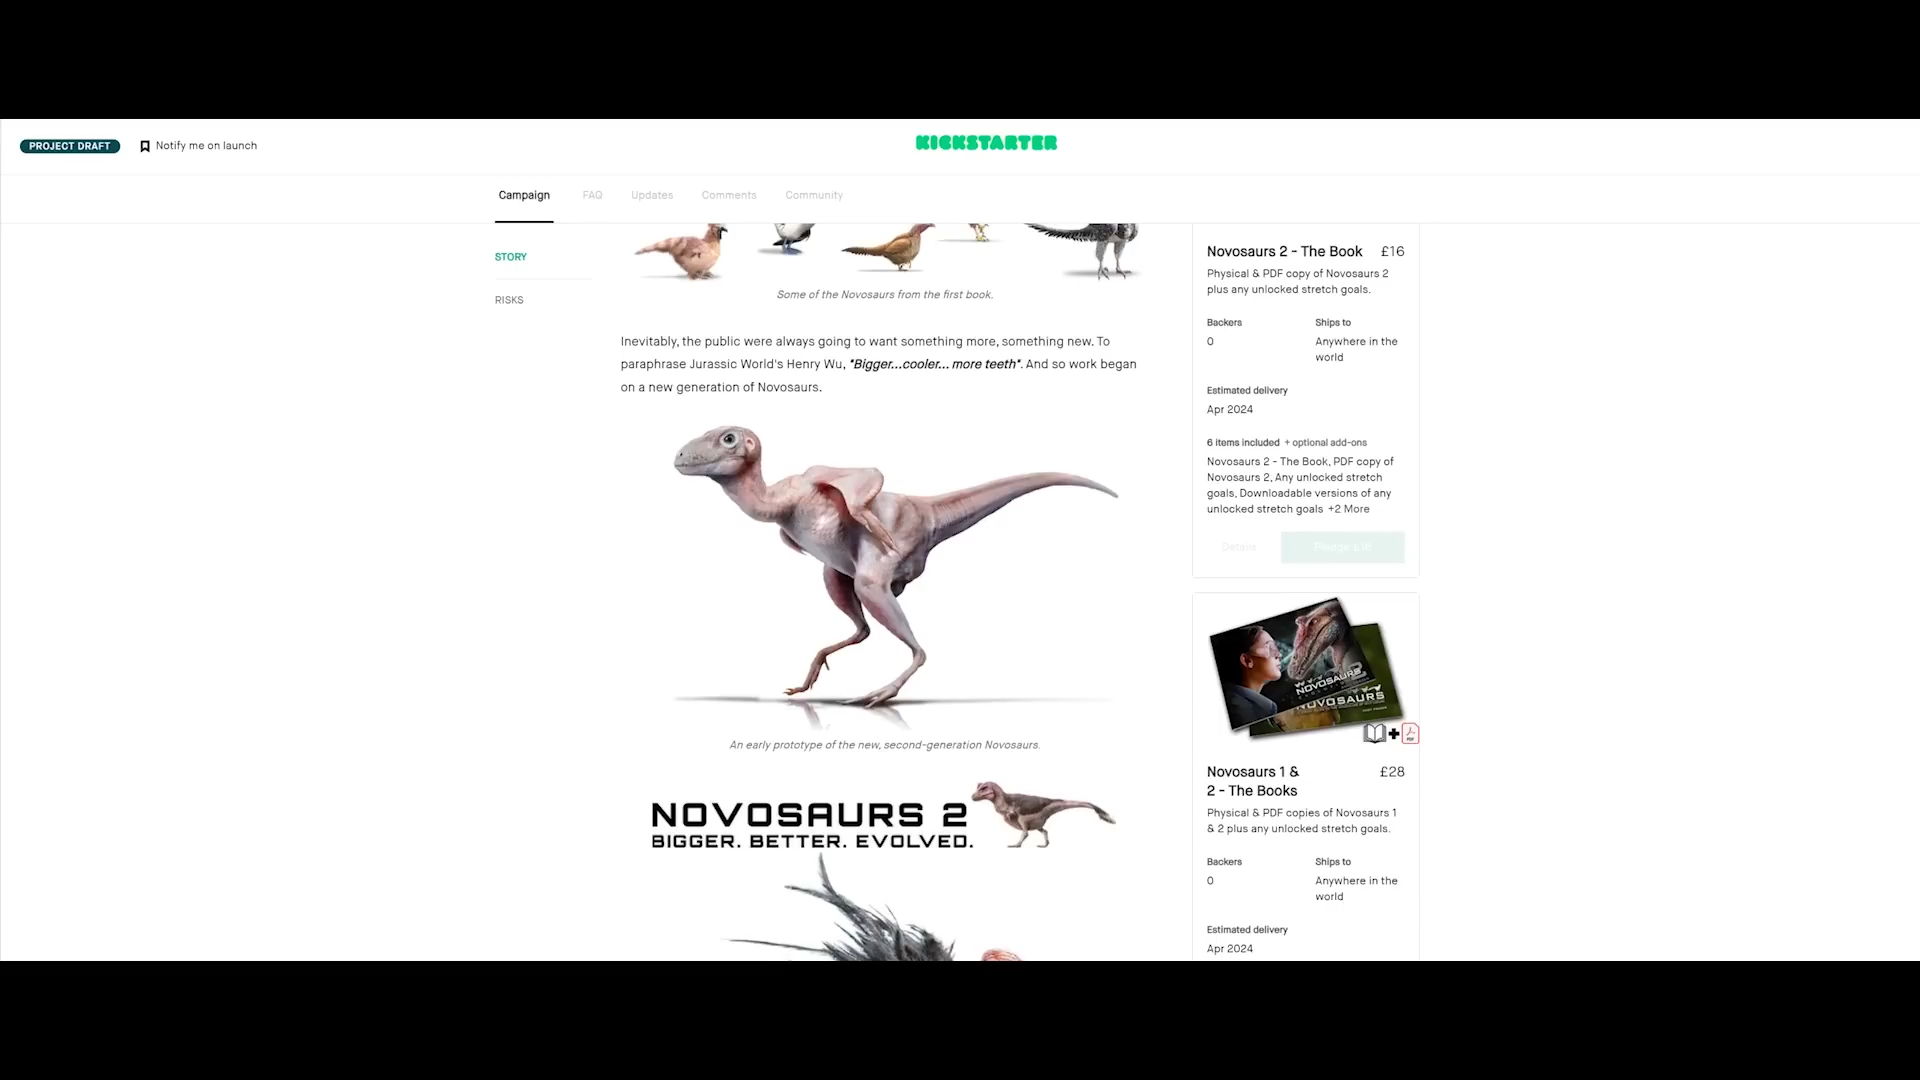 PROJECT DRAFT
Notify me on launch
KICKSTARTER
Campaign
FAQ
Updates
Comments
Community
STORY
RISKS
Some of the Novosaurs from the first book.
Inevitably, the public were always going to want something more, something new. To
paraphrase Jurassic World's Henry Wu, "Bigger...cooler... more teeth". And so work began
on a new generation of Novosaurs.
An early prototype of the new, second-generation Novosaurs.
NOVOSAURS 2
BIGGER. BETTER. EVOLVED.
Novosaurs 2 - The Book £16
Physical & PDF copy of Novosaurs 2
plus any unlocked stretch goals.
Backers
0
Ships to
Anywhere in the
world
Estimated delivery
Apr 2024
6 items included + optional add-ons
Novosaurs 2 - The Book, PDF copy of
Novosaurs 2, Any unlocked stretch
goals, Downloadable versions of any
unlocked stretch goals +2 More
Details
Pledge £16
NOVOSAURS 2
NOVOSAURS
PDF
Novosaurs 1 & £28
2 - The Books
Physical & PDF copies of Novosaurs 1
& 2 plus any unlocked stretch goals.
Backers
0
Ships to
Anywhere in the
world
Estimated delivery
Apr 2024